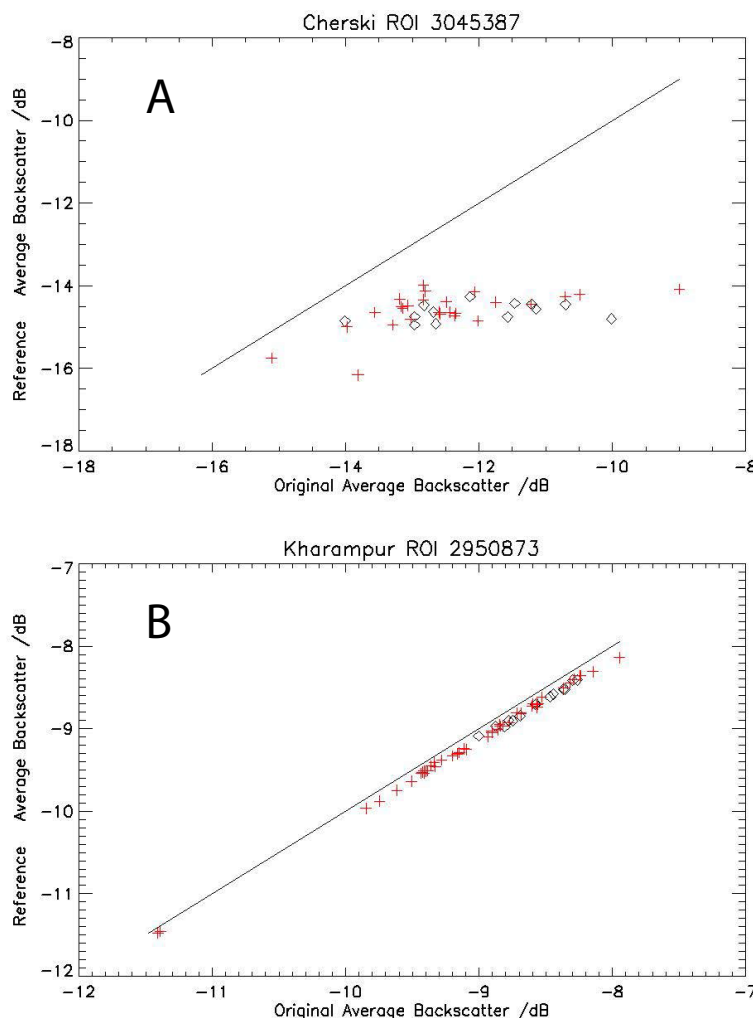 Cherski ROI 3045387
A
Reference Average Backscatter /dB
-8
-10
-12
-14
-16
-18
-18 -16 -14 -12 -10 -8
Original Average Backscatter /dB
Kharampur ROI 2950873
B
Reference Average Backscatter /dB
-7
-8
-9
-10
-11
-12
-12 -11 -10 -9 -8 -7
Original Average Backscatter /dB